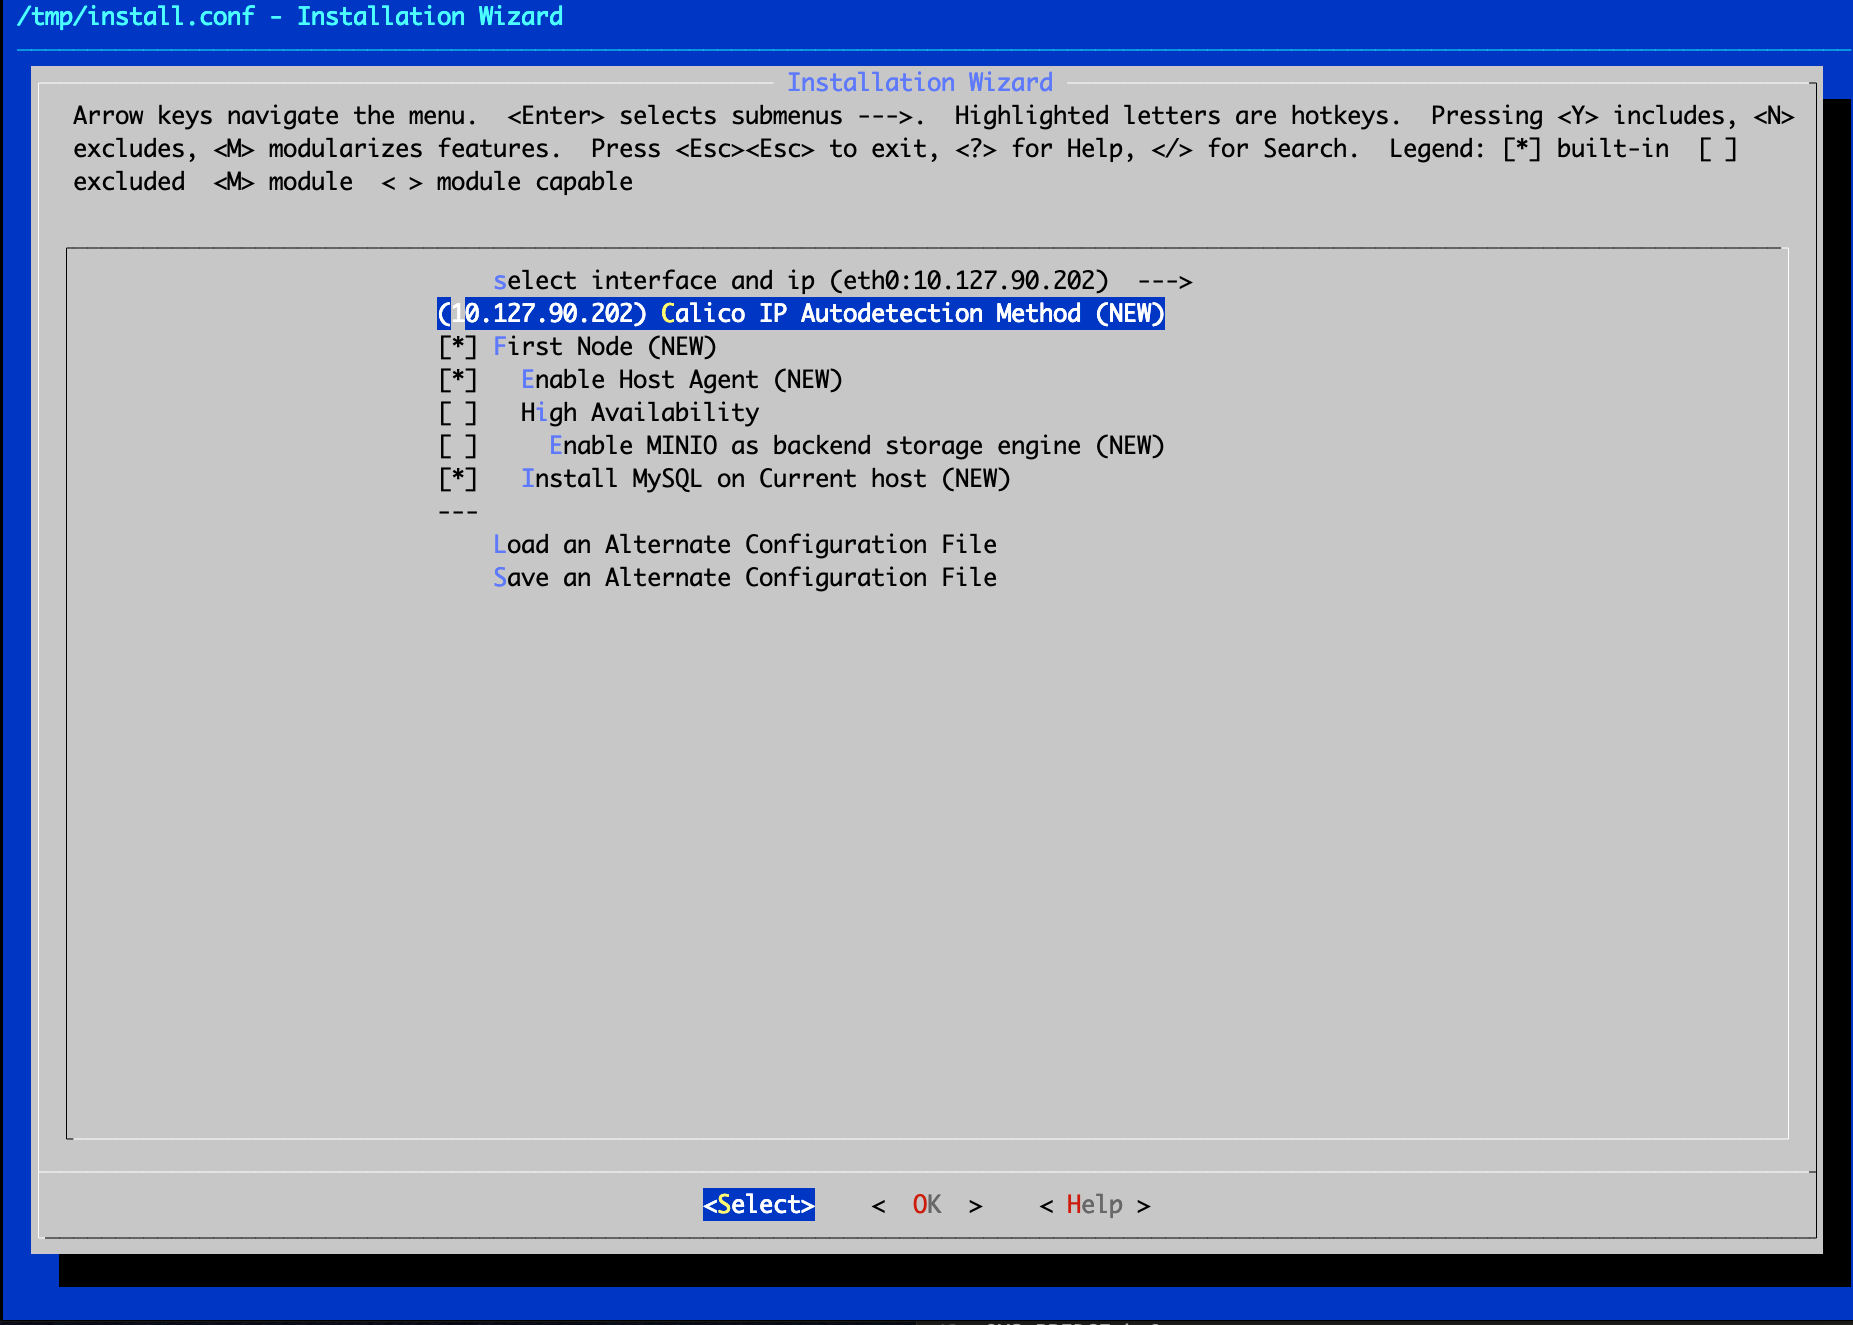 /tmp/install.conf - Installation Wizard
Installation Wizard
Arrow keys navigate the menu.  <Enter> selects submenus --->.  Highlighted letters are hotkeys.  Pressing <Y> includes, <N>
excludes, <M> modularizes features.  Press <Esc><Esc> to exit, <?> for Help, </> for Search.  Legend: [*] built-in  [ ]
excluded  <M> module  < > module capable
select interface and ip (eth0:10.127.90.202)  --->
(10.127.90.202) Calico IP Autodetection Method (NEW)
[*] First Node (NEW)
[*]   Enable Host Agent (NEW)
[ ]   High Availability
[ ]     Enable MINIO as backend storage engine (NEW)
[*]   Install MySQL on Current host (NEW)
---
Load an Alternate Configuration File
Save an Alternate Configuration File
<Select>    <  OK  >    < Help >